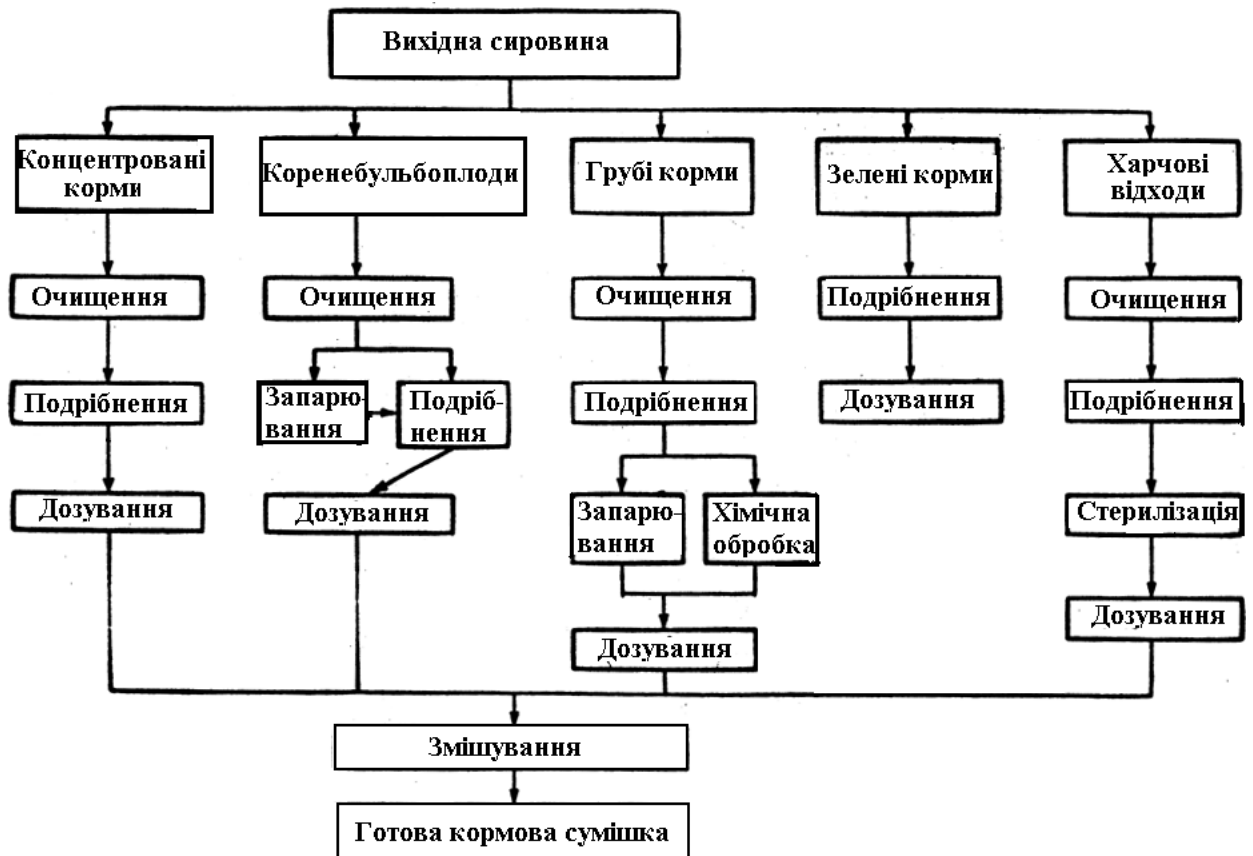 Вихідна сировина
Концентровані
корми
Коренебульбоплоди
Грубі корми
Зелені корми
Харчові
відходи
Очищення
Очищення
Очищення
Подрібнення
Очищення
Подрібнення
Запарю-
вання
Подріб-
нення
Подрібнення
Дозування
Подрібнення
Дозування
Дозування
Запарю-
вання
Хімічна
обробка
Стерилізація
Дозування
Дозування
Змішування
Готова кормова сумішка